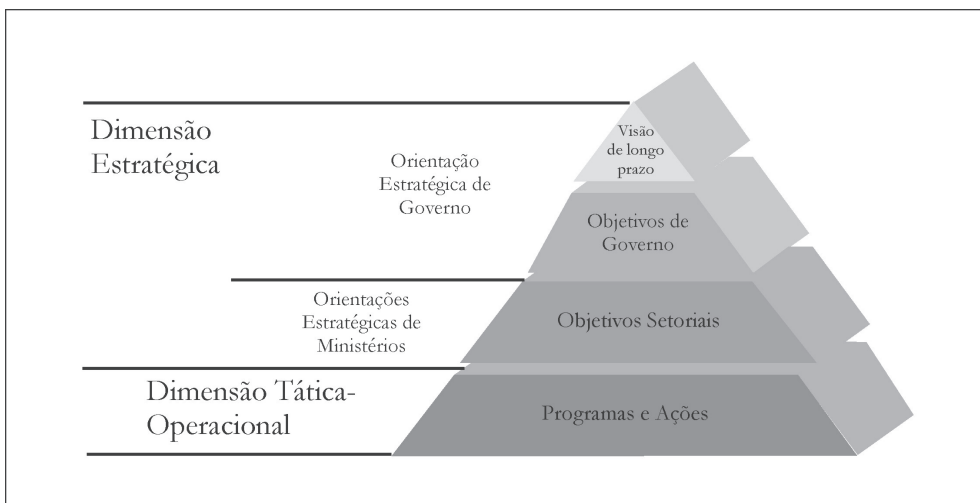 Dimensão
Estratégica
Orientação
Estratégica de
Governo
Visão
de longo
prazo
Objetivos de
Governo
Orientações
Estratégicas de
Ministérios
Objetivos Setoriais
Dimensão Tática-
Operacional
Programas e Ações